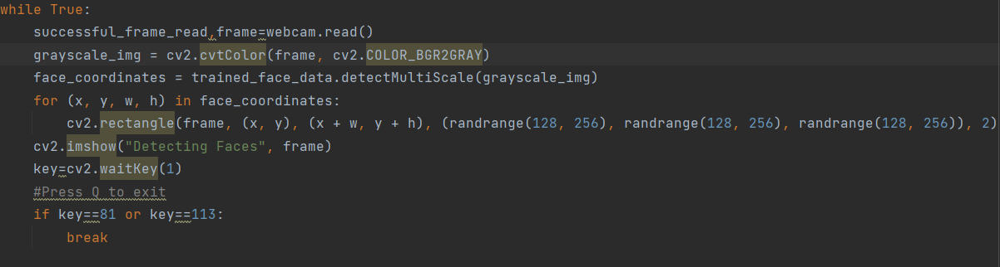 while True:
    successful_frame_read,frame=webcam.read()
    grayscale_img = cv2.cvtColor(frame, cv2.COLOR_BGR2GRAY)
    face_coordinates = trained_face_data.detectMultiScale(grayscale_img)
    for (x, y, w, h) in face_coordinates:
        cv2.rectangle(frame, (x, y), (x + w, y + h), (randrange(128, 256), randrange(128, 256), randrange(128, 256)), 2)
    cv2.imshow("Detecting Faces", frame)
    key=cv2.waitKey(1)
    #Press Q to exit
    if key==81 or key==113:
        break